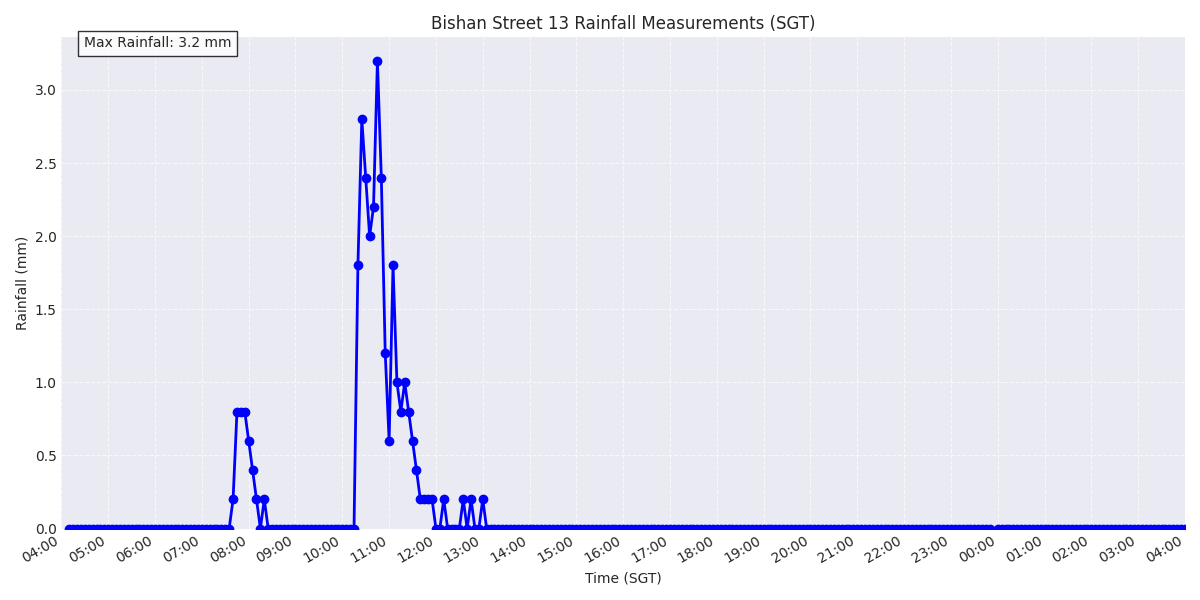 Bishan Street 13 Rainfall Measurements (SGT)
Max Rainfall: 3.2 mm
Rainfall (mm)
3.0
2.5
2.0
1.5
1.0
0.5
0.0
04:00 05:00 06:00 07:00 08:00 09:00 10:00 11:00 12:00 13:00 14:00 15:00 16:00 17:00 18:00 19:00 20:00 21:00 22:00 23:00 00:00 01:00 02:00 03:00 04:00
Time (SGT)